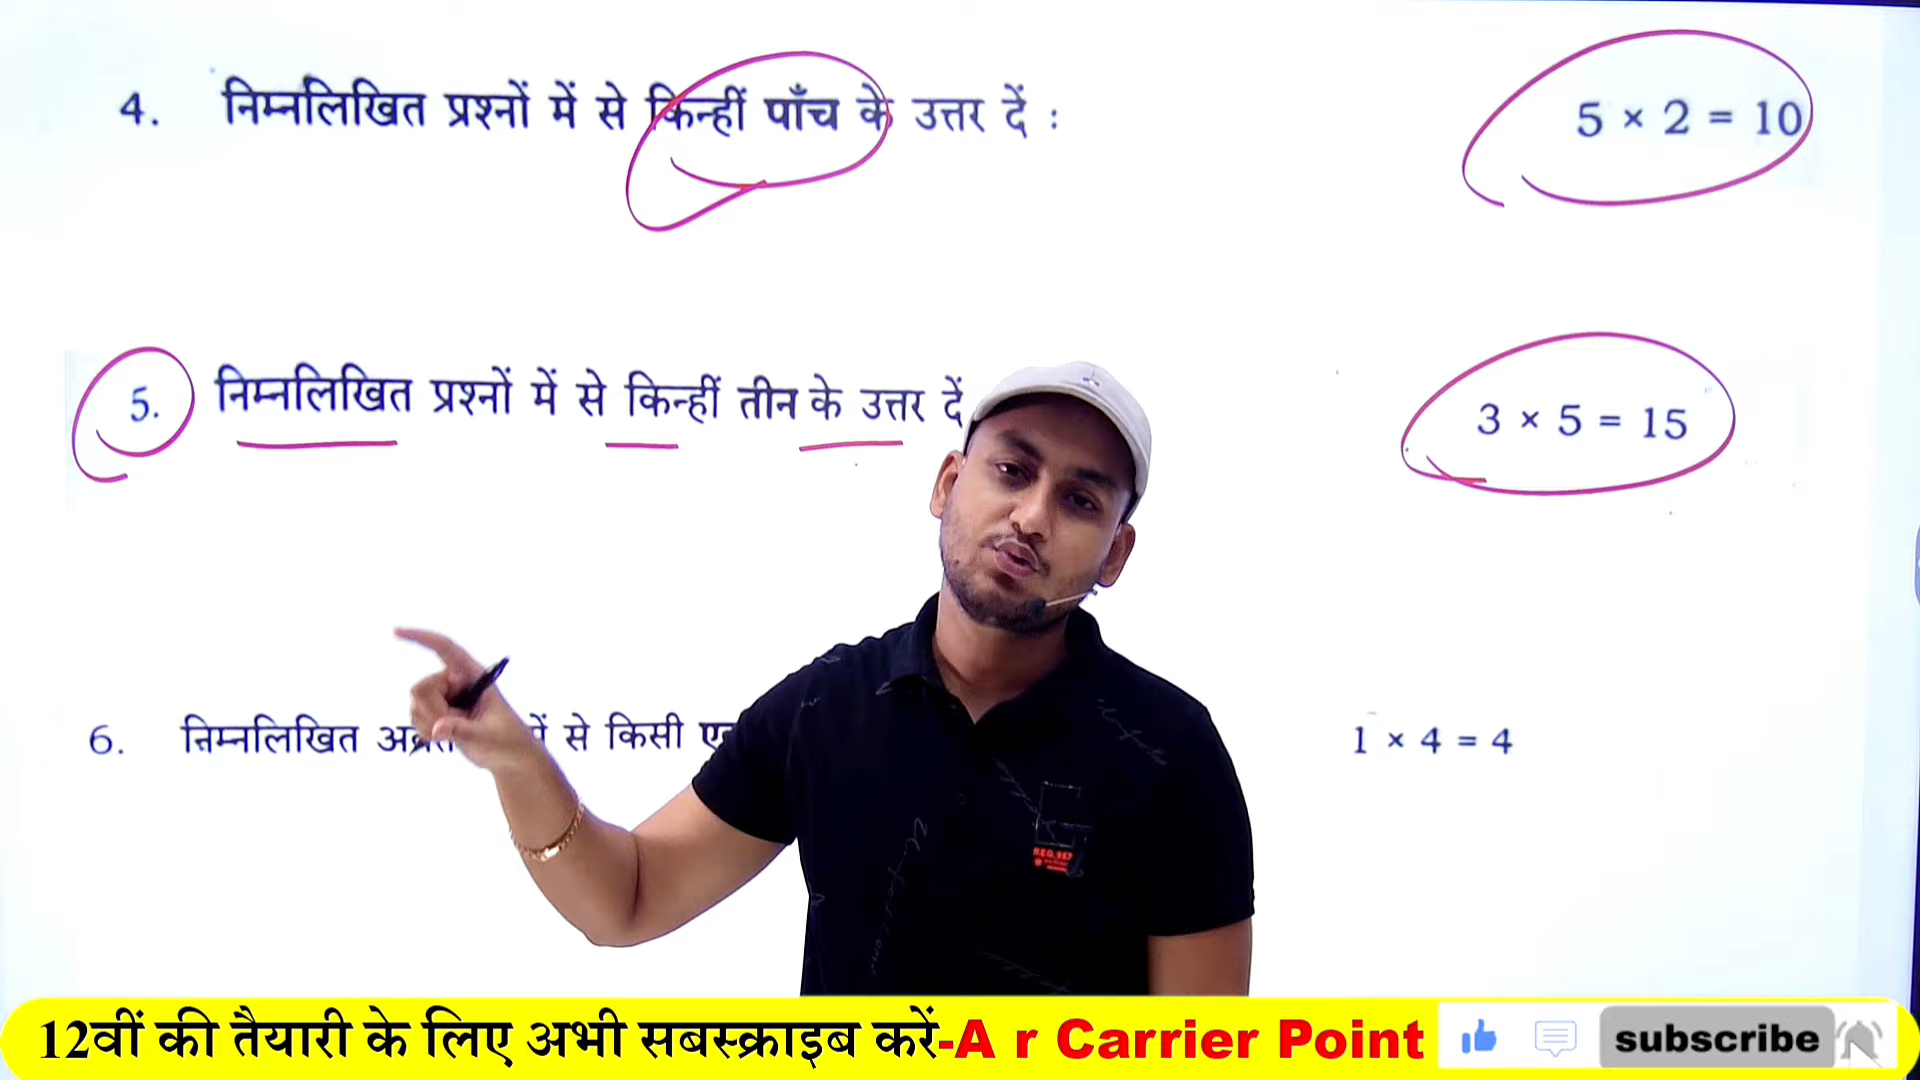 4. निम्नलिखित प्रश्नों में से किन्हीं पाँच के उत्तर दें : 5 × 2 = 10
5. निम्नलिखित प्रश्नों में से किन्हीं तीन के उत्तर दें 3 × 5 = 15
6. निम्नलिखित से किसी 1 × 4 = 4
12वीं की तैयारी के लिए अभी सबस्क्राइब करें-A r Carrier Point subscribe